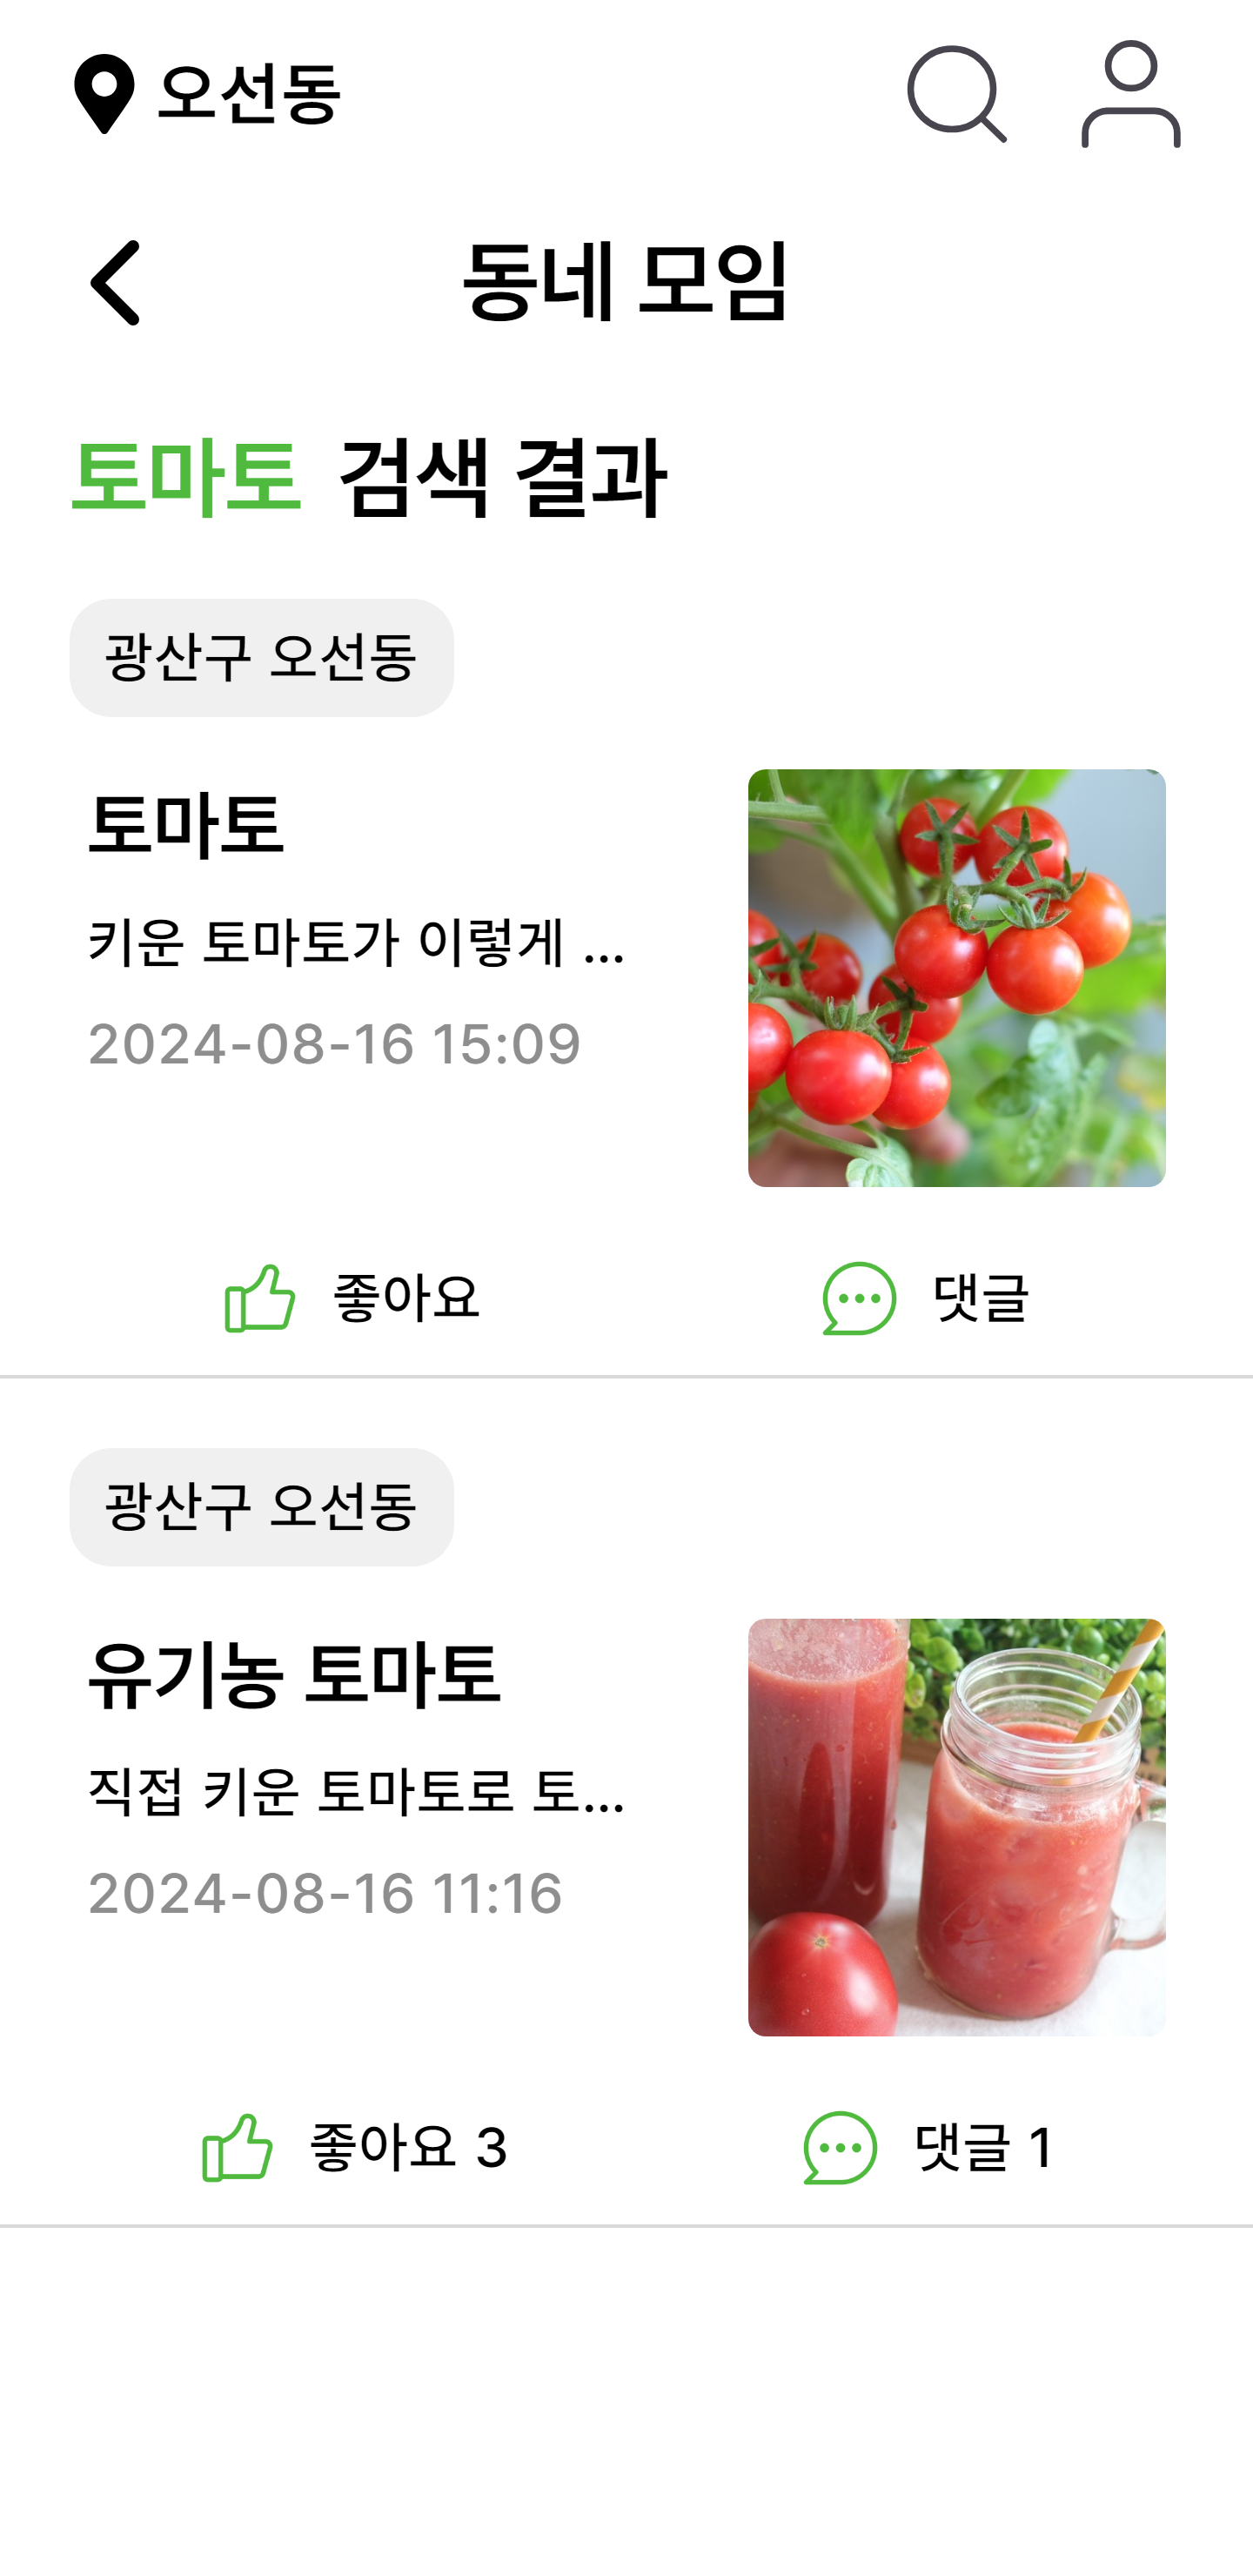 오선동
동네 모임
토마토 검색 결과
광산구 오선동
토마토
키운 토마토가 이렇게 ...
2024-08-16 15:09
좋아요 댓글
광산구 오선동
유기농 토마토
직접 키운 토마토로 토...
2024-08-16 11:16
좋아요 3 댓글 1